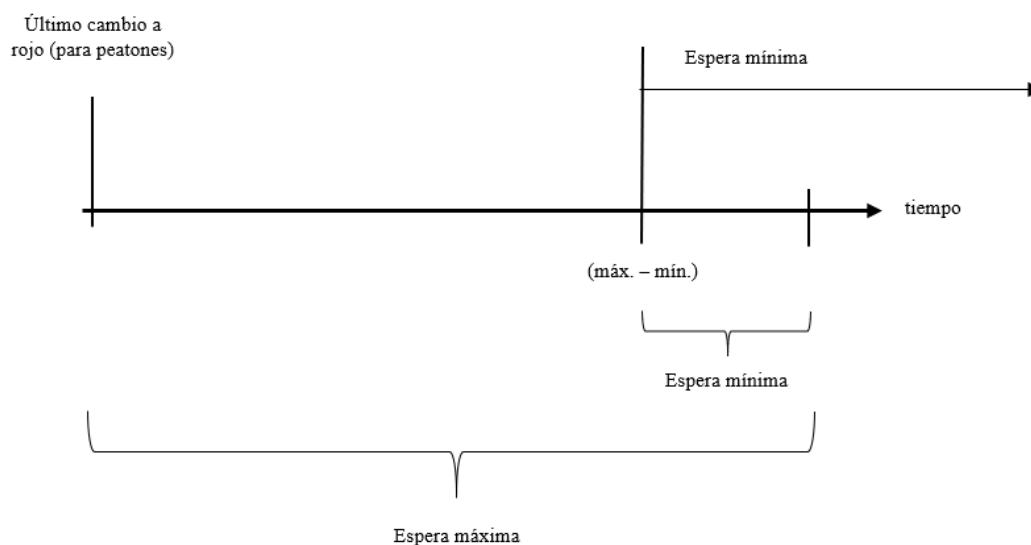 Último cambio a
rojo (para peatones)
Espera mínima
tiempo
(máx. – mín.)
Espera mínima
Espera máxima